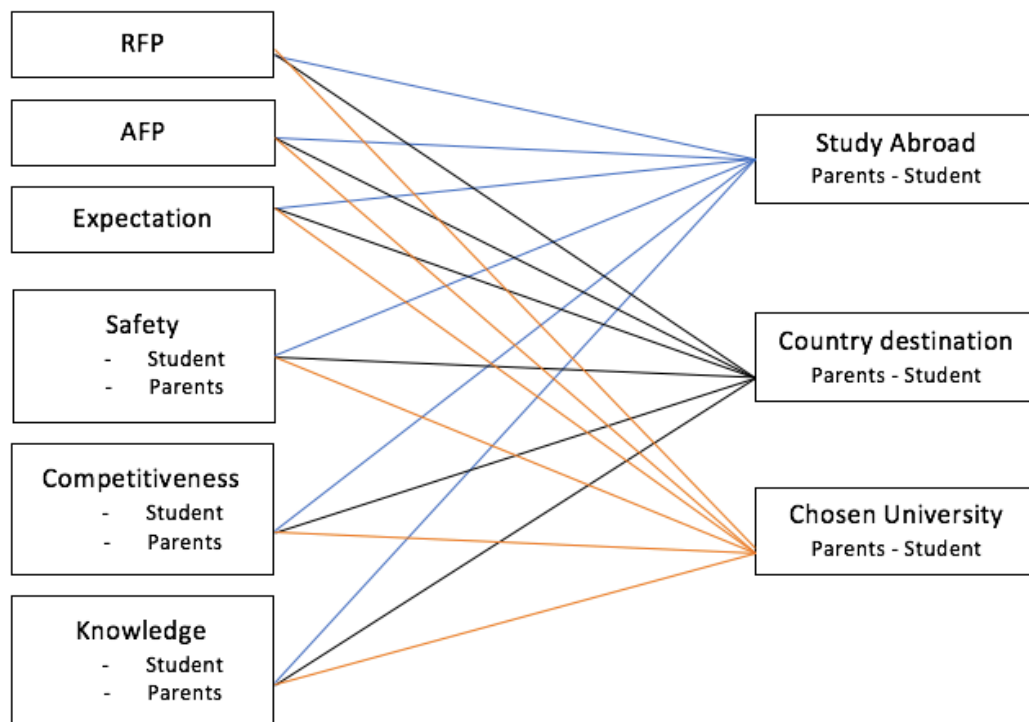 RFP
AFP
Expectation
Safety
- Student
- Parents
Competitiveness
- Student
- Parents
Knowledge
- Student
- Parents
Study Abroad
Parents - Student
Country destination
Parents - Student
Chosen University
Parents - Student